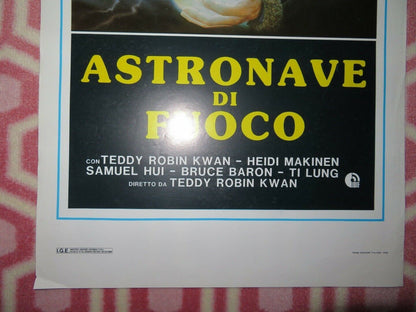 ASTRONAVE
DI
FUOCO
CON TEDDY ROBIN KWAN - HEIDI MAKINEN
SAMUEL HUI - BRUCE BARON - TI LUNG
DIRETTO DA TEDDY ROBIN KWAN
I.G.E.